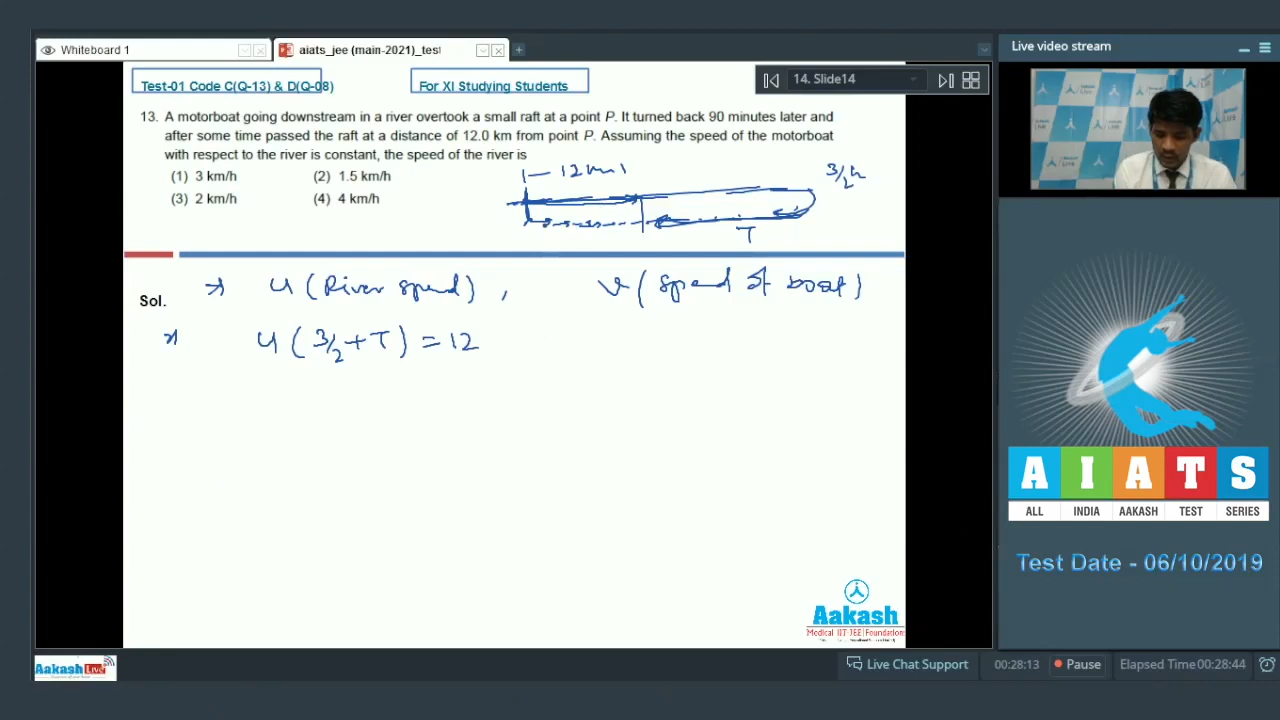 Whiteboard 1
aiats_jee (main-2021)_test
Live video stream
Test-01 Code C(Q-13) & D(Q-08)
For XI Studying Students
14. Slide14
13. A motorboat going downstream in a river overtook a small raft at a point P. It turned back 90 minutes later and
after some time passed the raft at a distance of 12.0 km from point P. Assuming the speed of the motorboat
with respect to the river is constant, the speed of the river is
(1) 3 km/h (2) 1.5 km/h
(3) 2 km/h (4) 4 km/h
12 km
3/2 h
T
Sol.
u (River speed), v (speed of boat)
u (3/2 + T) = 12
AIATS
ALL INDIA AAKASH TEST SERIES
Test Date - 06/10/2019
Aakash
Medical IIT-JEE Foundations
Aakash Live
Live Chat Support
00:28:13
Pause
Elapsed Time 00:28:44